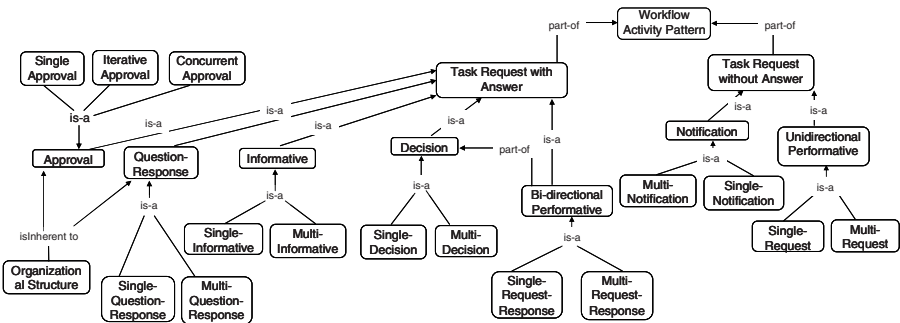 Workflow
Activity Pattern
part-of
part-of
Single
Approval
Iterative
Approval
Concurrent
Approval
Task Request with
Answer
Task Request
without Answer
is-a
is-a
is-a
is-a
is-a
is-a
is-a
is-a
Approval
Question-
Response
Informative
Decision
part-of
Notification
Unidirectional
Performative
is-a
is-a
is-a
is-a
is-a
is-a
Bi-directional
Performative
Multi-
Notification
Single-
Notification
isInherent to
Single-
Informative
Multi-
Informative
Single-
Decision
Multi-
Decision
is-a
Single-
Request
Multi-
Request
Organization
al Structure
Single-
Question-
Response
Multi-
Question-
Response
Single-
Request-
Response
Multi-
Request-
Response